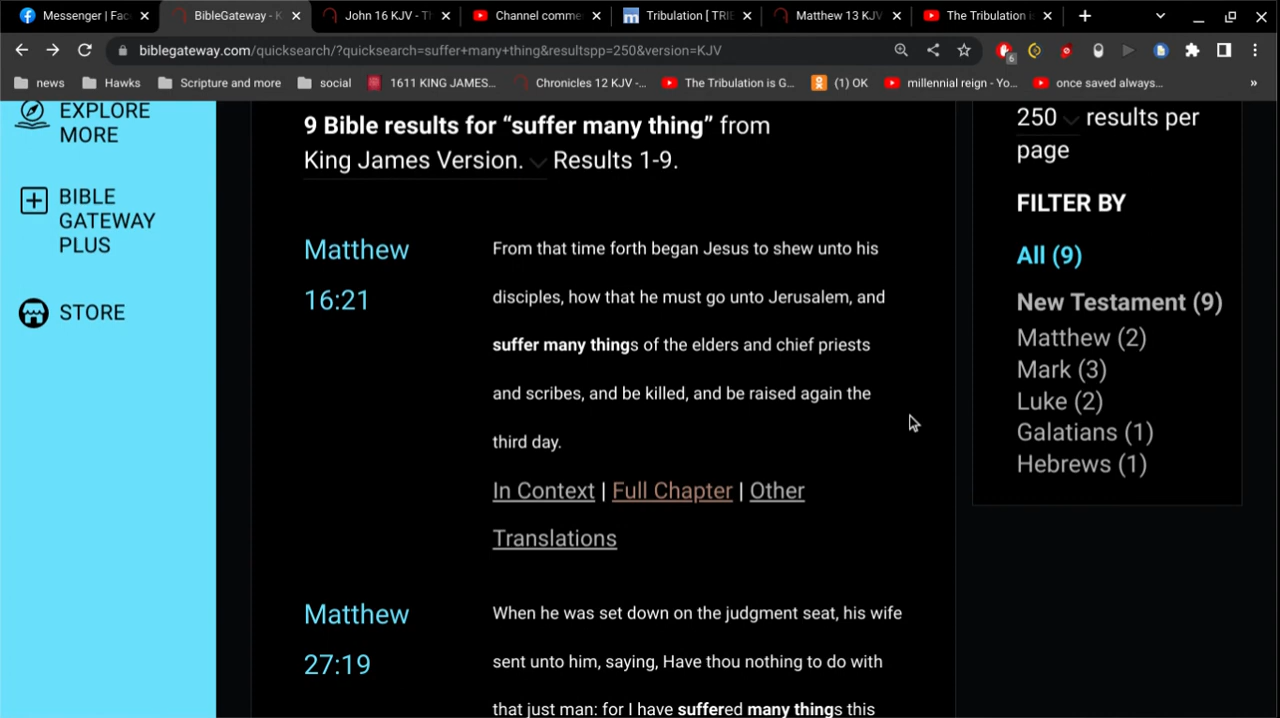 Messenger | Fac
BibleGateway - K
John 16 KJV - Th
Channel comme
Tribulation [ TRIE
Matthew 13 KJV
The Tribulation is
biblegateway.com/quicksearch/?quicksearch=suffer+many+thing&resultspp=250&version=KJV
6
news
Hawks
Scripture and more
social
1611 KING JAMES...
Chronicles 12 KJV -...
The Tribulation is G...
(1) OK
millennial reign - Yo...
once saved always...
»
EXPLORE
MORE
BIBLE
GATEWAY
PLUS
STORE
9 Bible results for “suffer many thing” from
King James Version. Results 1-9.
Matthew
16:21
From that time forth began Jesus to shew unto his
disciples, how that he must go unto Jerusalem, and
suffer many things of the elders and chief priests
and scribes, and be killed, and be raised again the
third day.
In Context | Full Chapter | Other
Translations
Matthew
27:19
When he was set down on the judgment seat, his wife
sent unto him, saying, Have thou nothing to do with
that just man: for I have suffered many things this
250 results per
page
FILTER BY
All (9)
New Testament (9)
Matthew (2)
Mark (3)
Luke (2)
Galatians (1)
Hebrews (1)